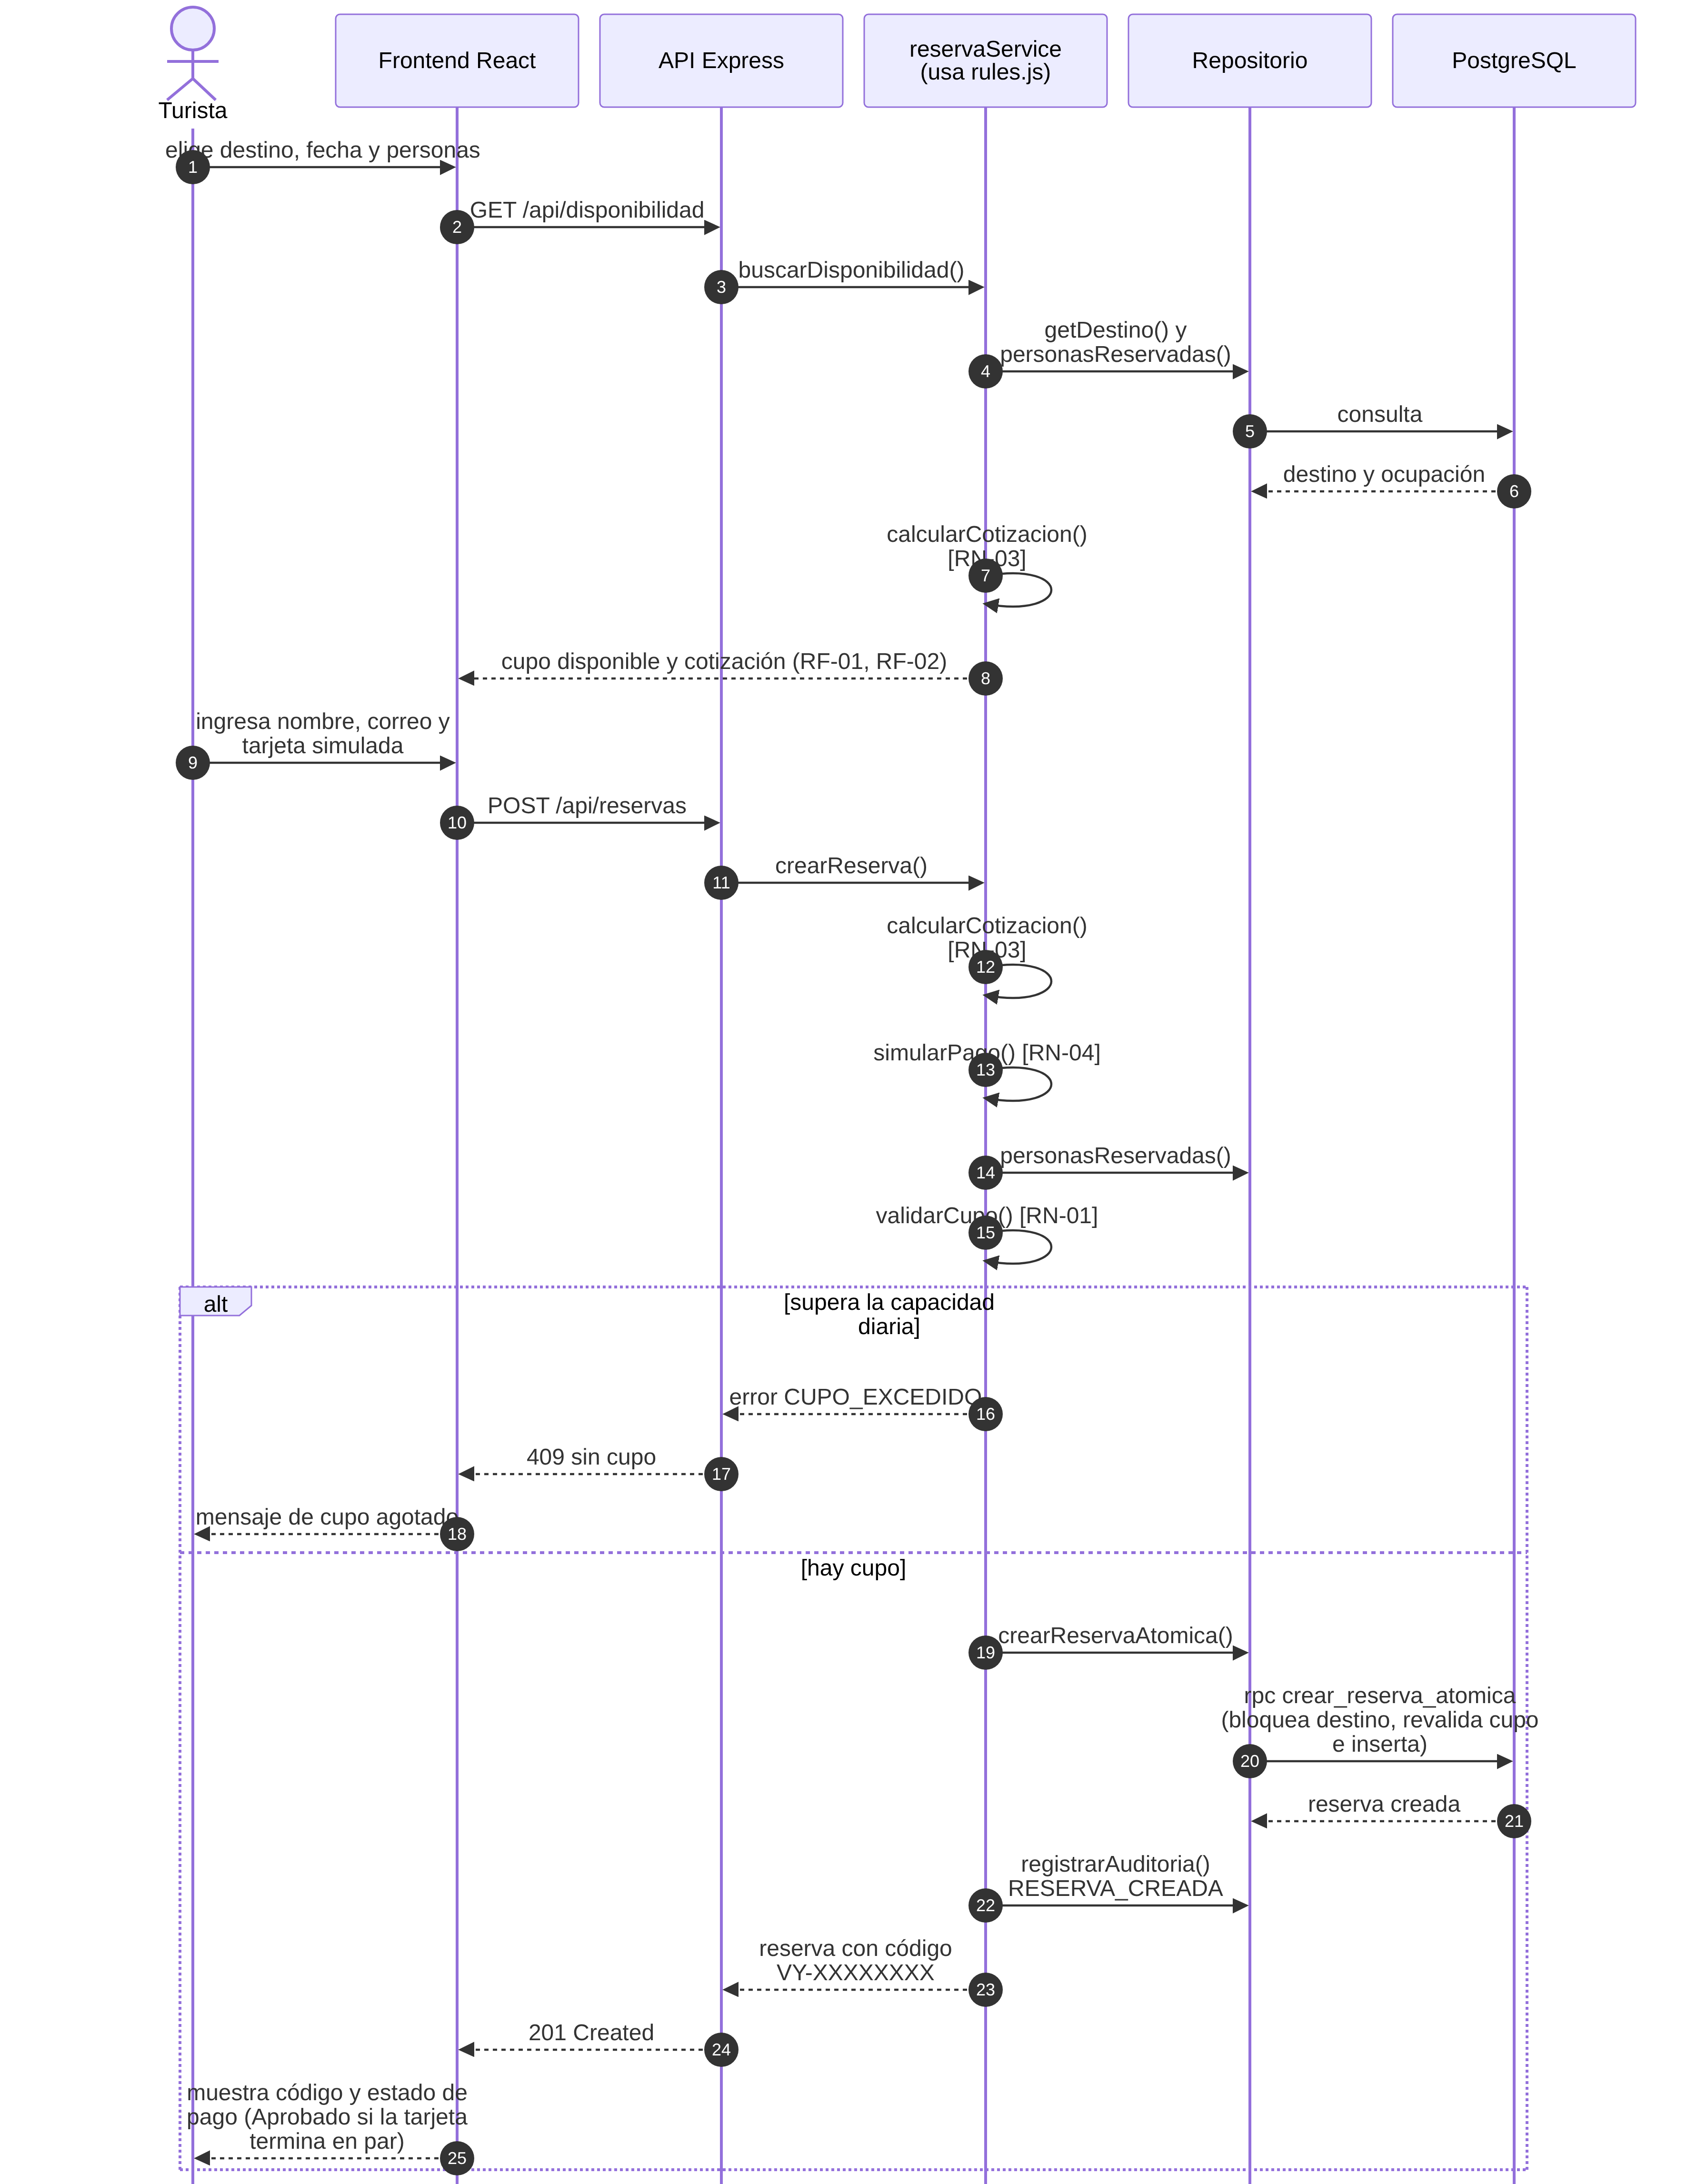 Turista
Frontend React
API Express
reservaService
(usa rules.js)
Repositorio
PostgreSQL
elige destino, fecha y personas
1
GET /api/disponibilidad
2
buscarDisponibilidad()
3
getDestino() y
personasReservadas()
4
consulta
5
destino y ocupación
6
calcularCotizacion()
[RN-03]
7
cupo disponible y cotización (RF-01, RF-02)
8
ingresa nombre, correo y
tarjeta simulada
9
POST /api/reservas
10
crearReserva()
11
calcularCotizacion()
[RN-03]
12
simularPago() [RN-04]
13
personasReservadas()
14
validarCupo() [RN-01]
15
alt
[supera la capacidad
diaria]
error CUPO_EXCEDIDO
16
409 sin cupo
17
mensaje de cupo agotado
18
[hay cupo]
crearReservaAtomica()
19
rpc crear_reserva_atomica
(bloquea destino, revalida cupo
e inserta)
20
reserva creada
21
registrarAuditoria()
RESERVA_CREADA
22
reserva con código
VY-XXXXXXXX
23
201 Created
24
muestra código y estado de
pago (Aprobado si la tarjeta
termina en par)
25